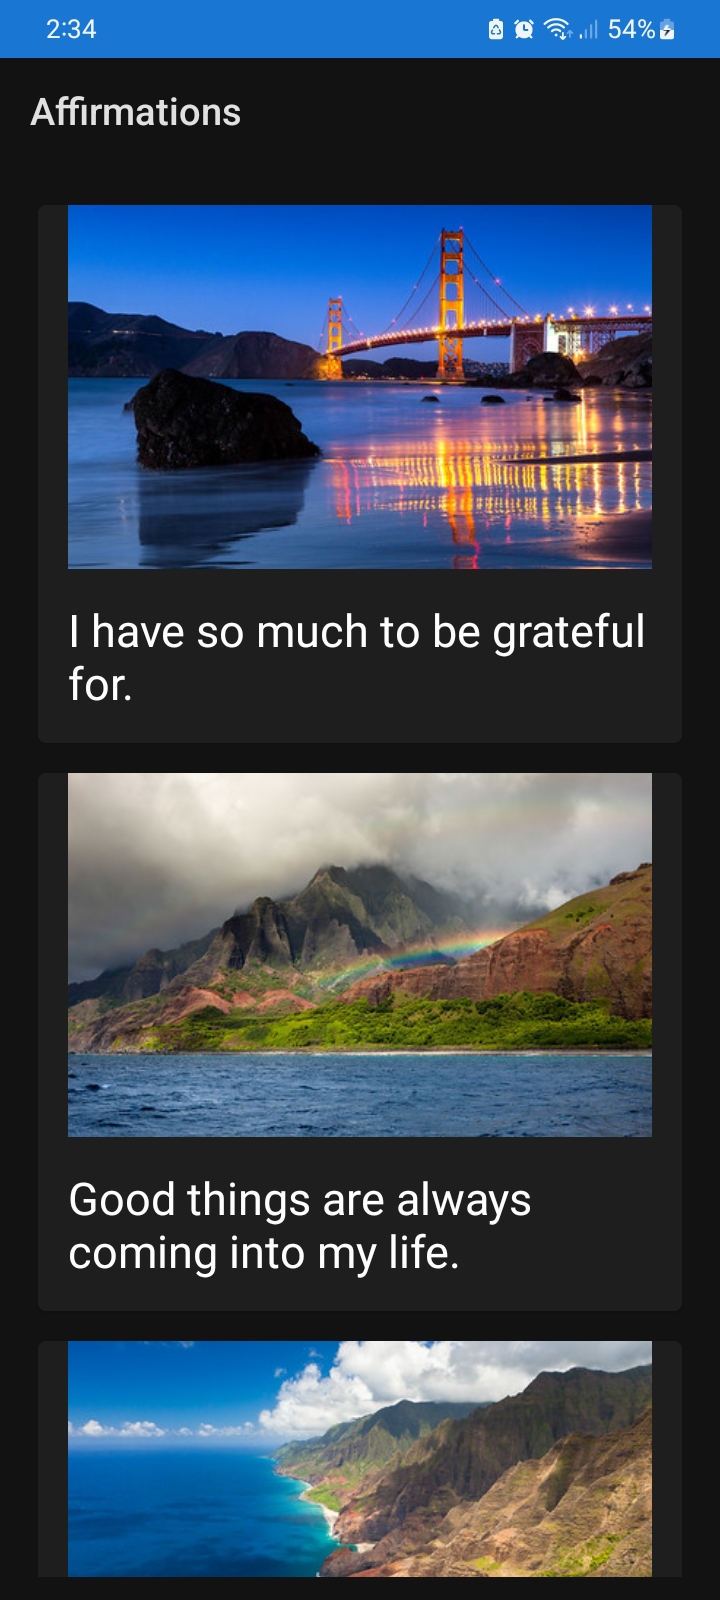 2:34
54%
Affirmations
I have so much to be grateful
for.
Good things are always
coming into my life.